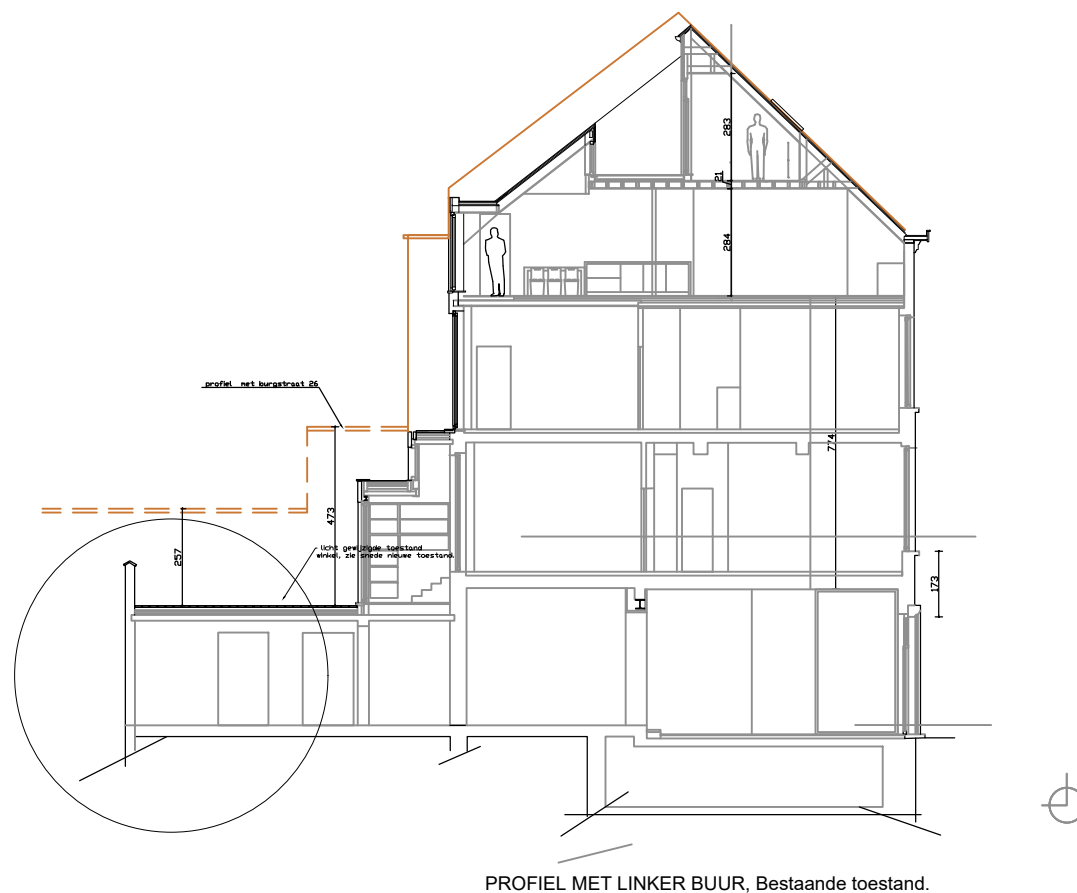 283
21
284
profiel met burgstraat 26
774
473
257
licht gewijzigde toestand
winkel, zie snede nieuwe toestand.
173
PROFIEL MET LINKER BUUR, Bestaande toestand.